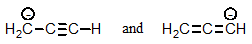 H₂C–C≡C–H and H₂C=C=CH